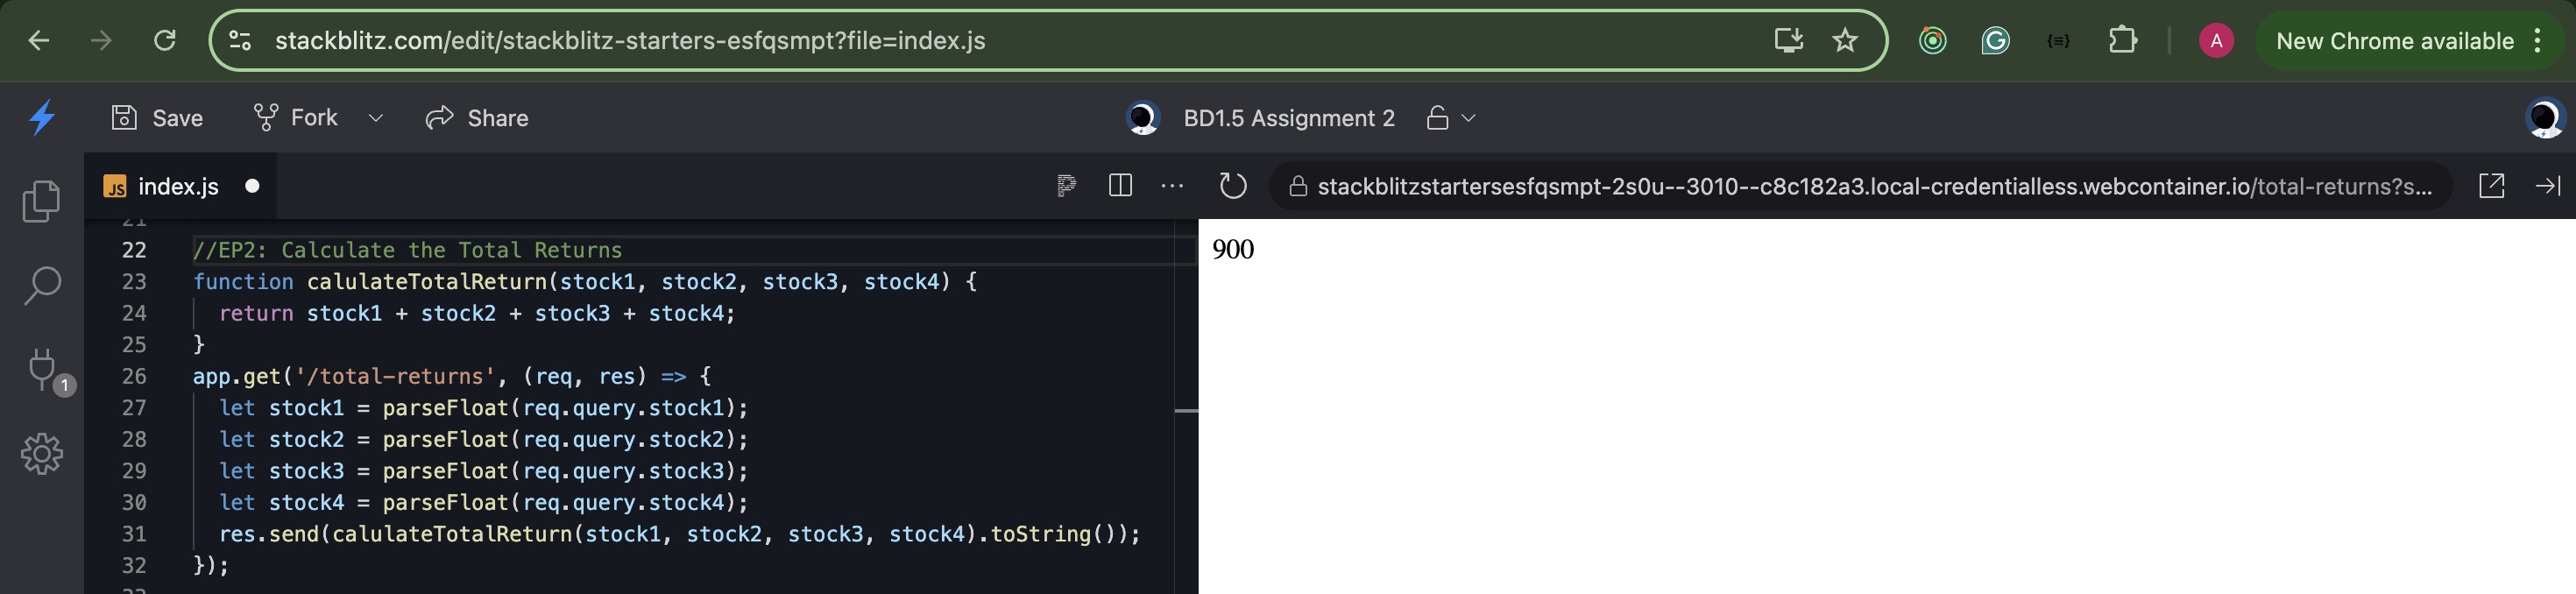 stackblitz.com/edit/stackblitz-starters-esfqsmpt?file=index.js
A
New Chrome available
Save
Fork
Share
BD1.5 Assignment 2
JS index.js
stackblitzstartersesfqsmpt-2s0u--3010--c8c182a3.local-credentialless.webcontainer.io/total-returns?s...
1
21
22 //EP2: Calculate the Total Returns
23 function calulateTotalReturn(stock1, stock2, stock3, stock4) {
24 return stock1 + stock2 + stock3 + stock4;
25 }
26 app.get('/total-returns', (req, res) => {
27 let stock1 = parseFloat(req.query.stock1);
28 let stock2 = parseFloat(req.query.stock2);
29 let stock3 = parseFloat(req.query.stock3);
30 let stock4 = parseFloat(req.query.stock4);
31 res.send(calulateTotalReturn(stock1, stock2, stock3, stock4).toString());
32 });
900